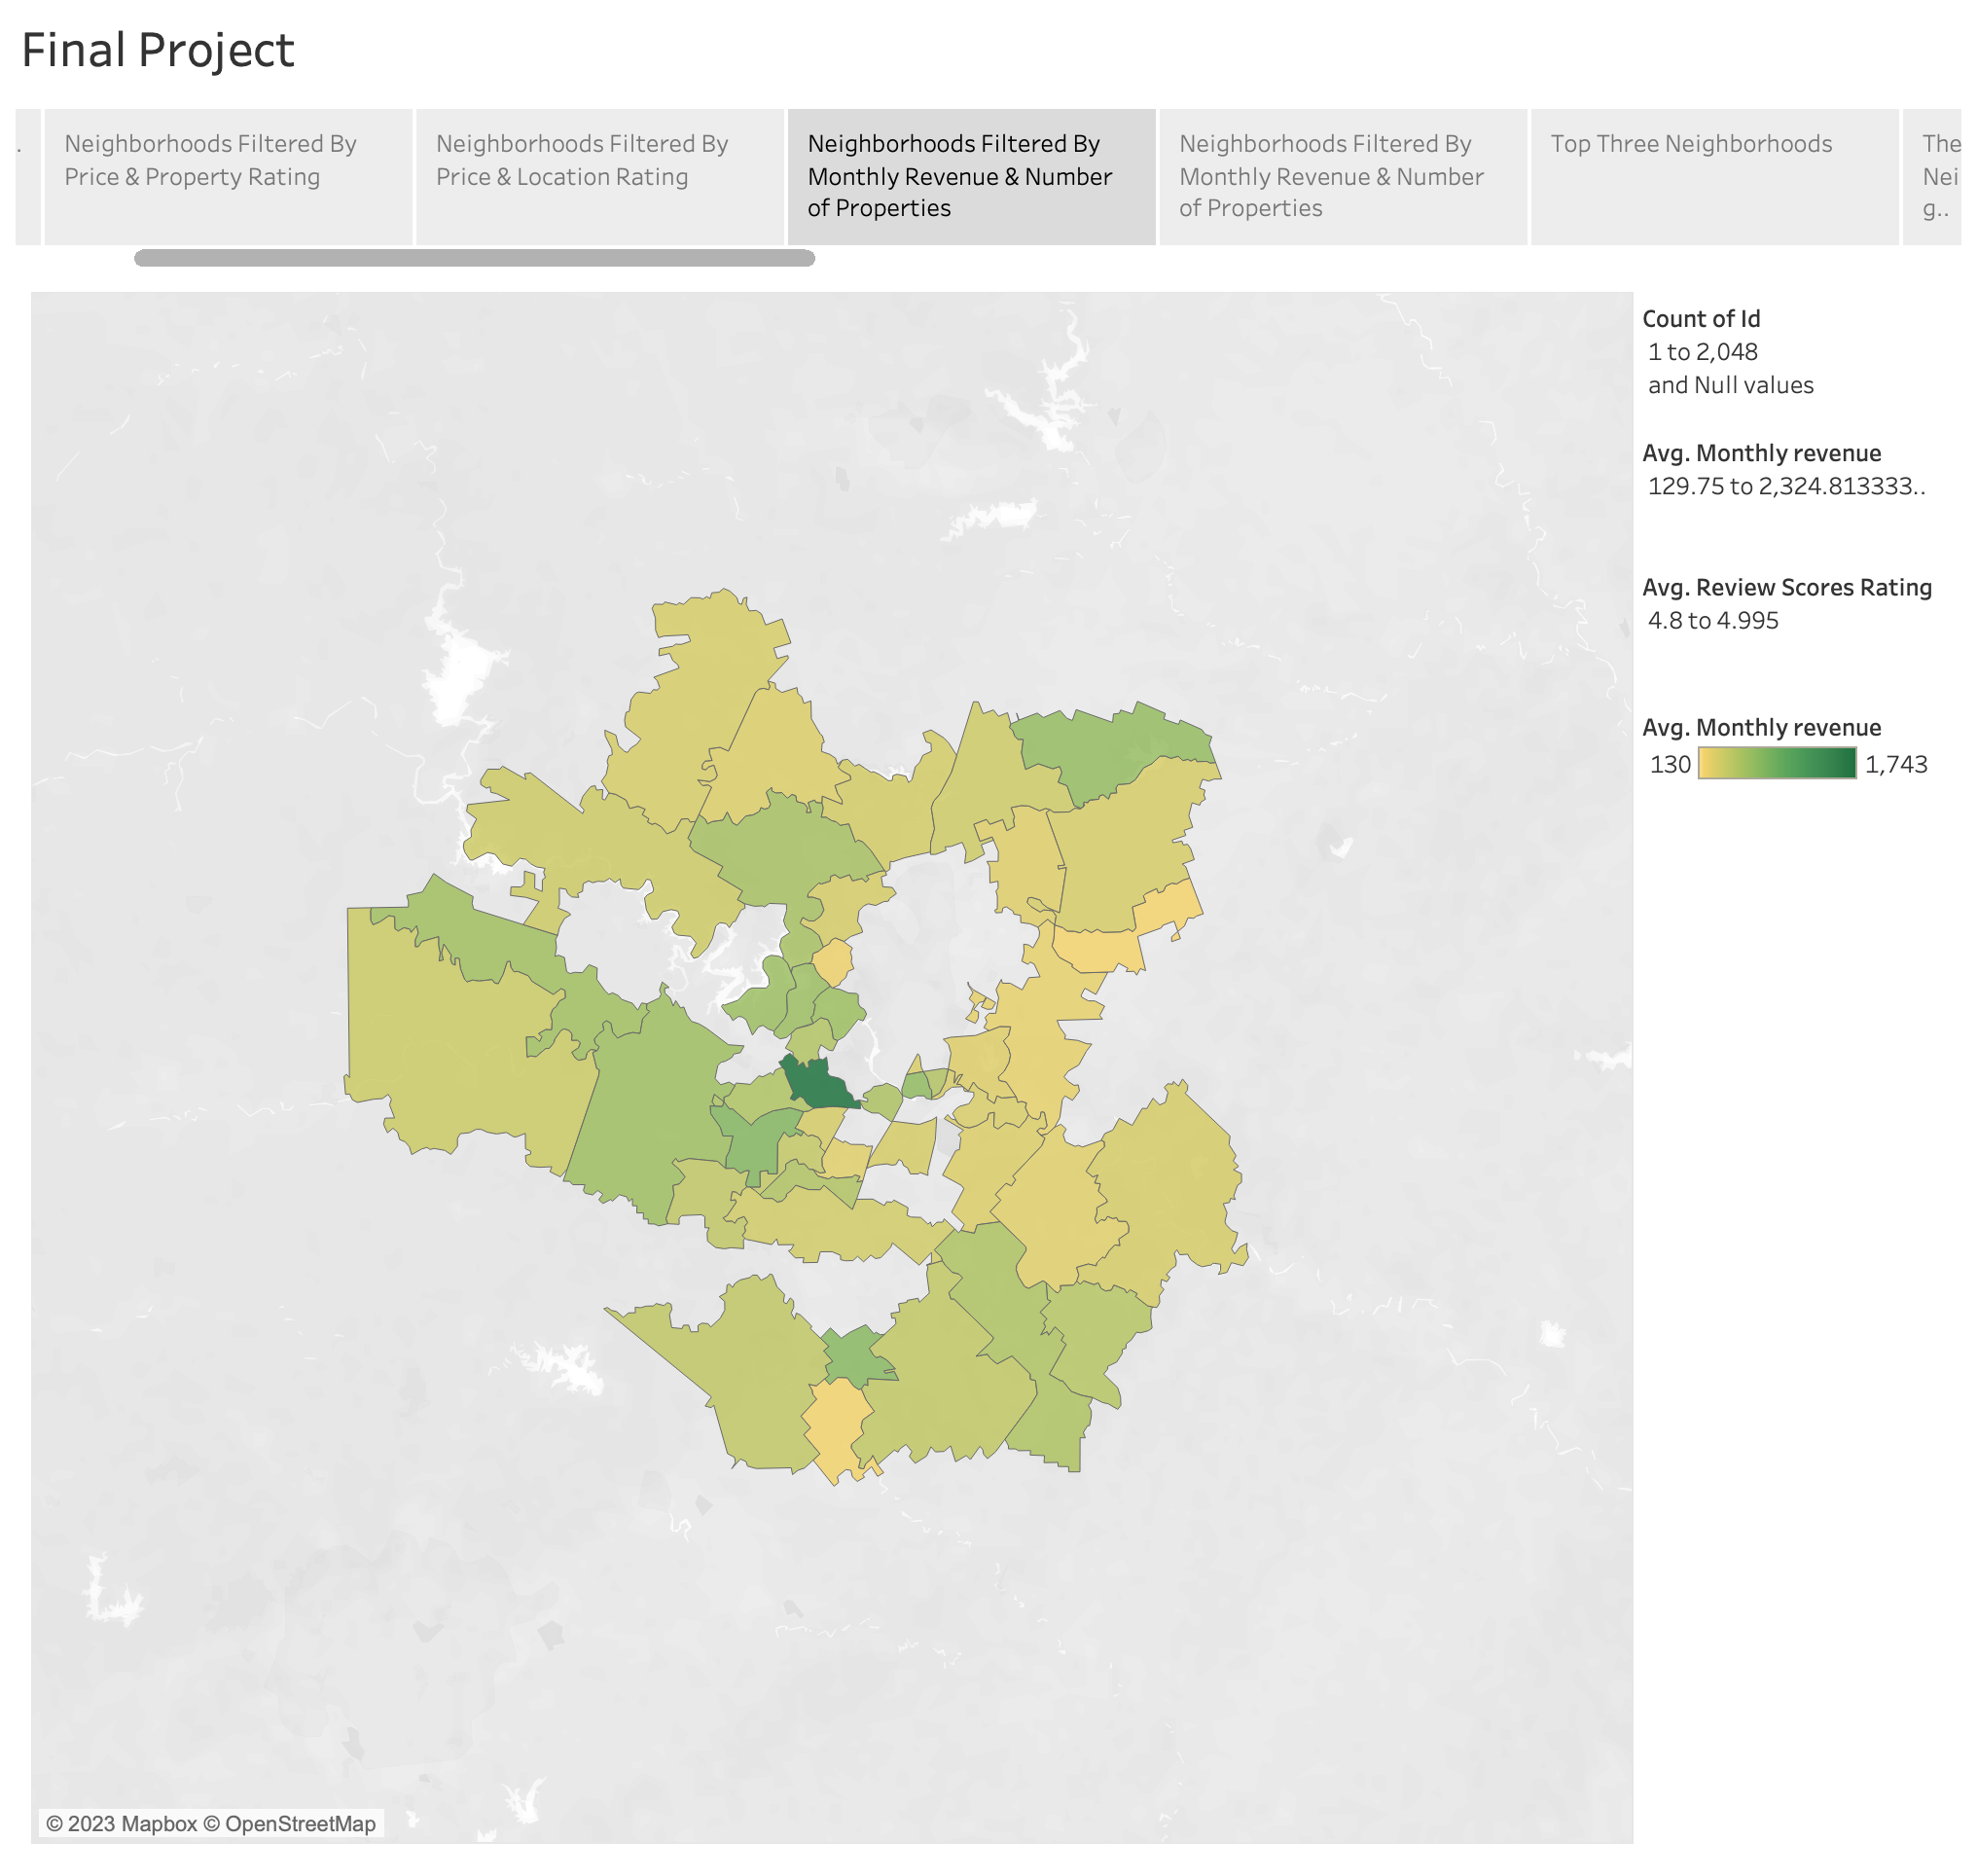 Final Project
.
Neighborhoods Filtered By
Price & Property Rating
Neighborhoods Filtered By
Price & Location Rating
Neighborhoods Filtered By
Monthly Revenue & Number
of Properties
Neighborhoods Filtered By
Monthly Revenue & Number
of Properties
Top Three Neighborhoods
The
Nei
g..
Count of Id
1 to 2,048
and Null values
Avg. Monthly revenue
129.75 to 2,324.813333..
Avg. Review Scores Rating
4.8 to 4.995
Avg. Monthly revenue
130 1,743
© 2023 Mapbox © OpenStreetMap